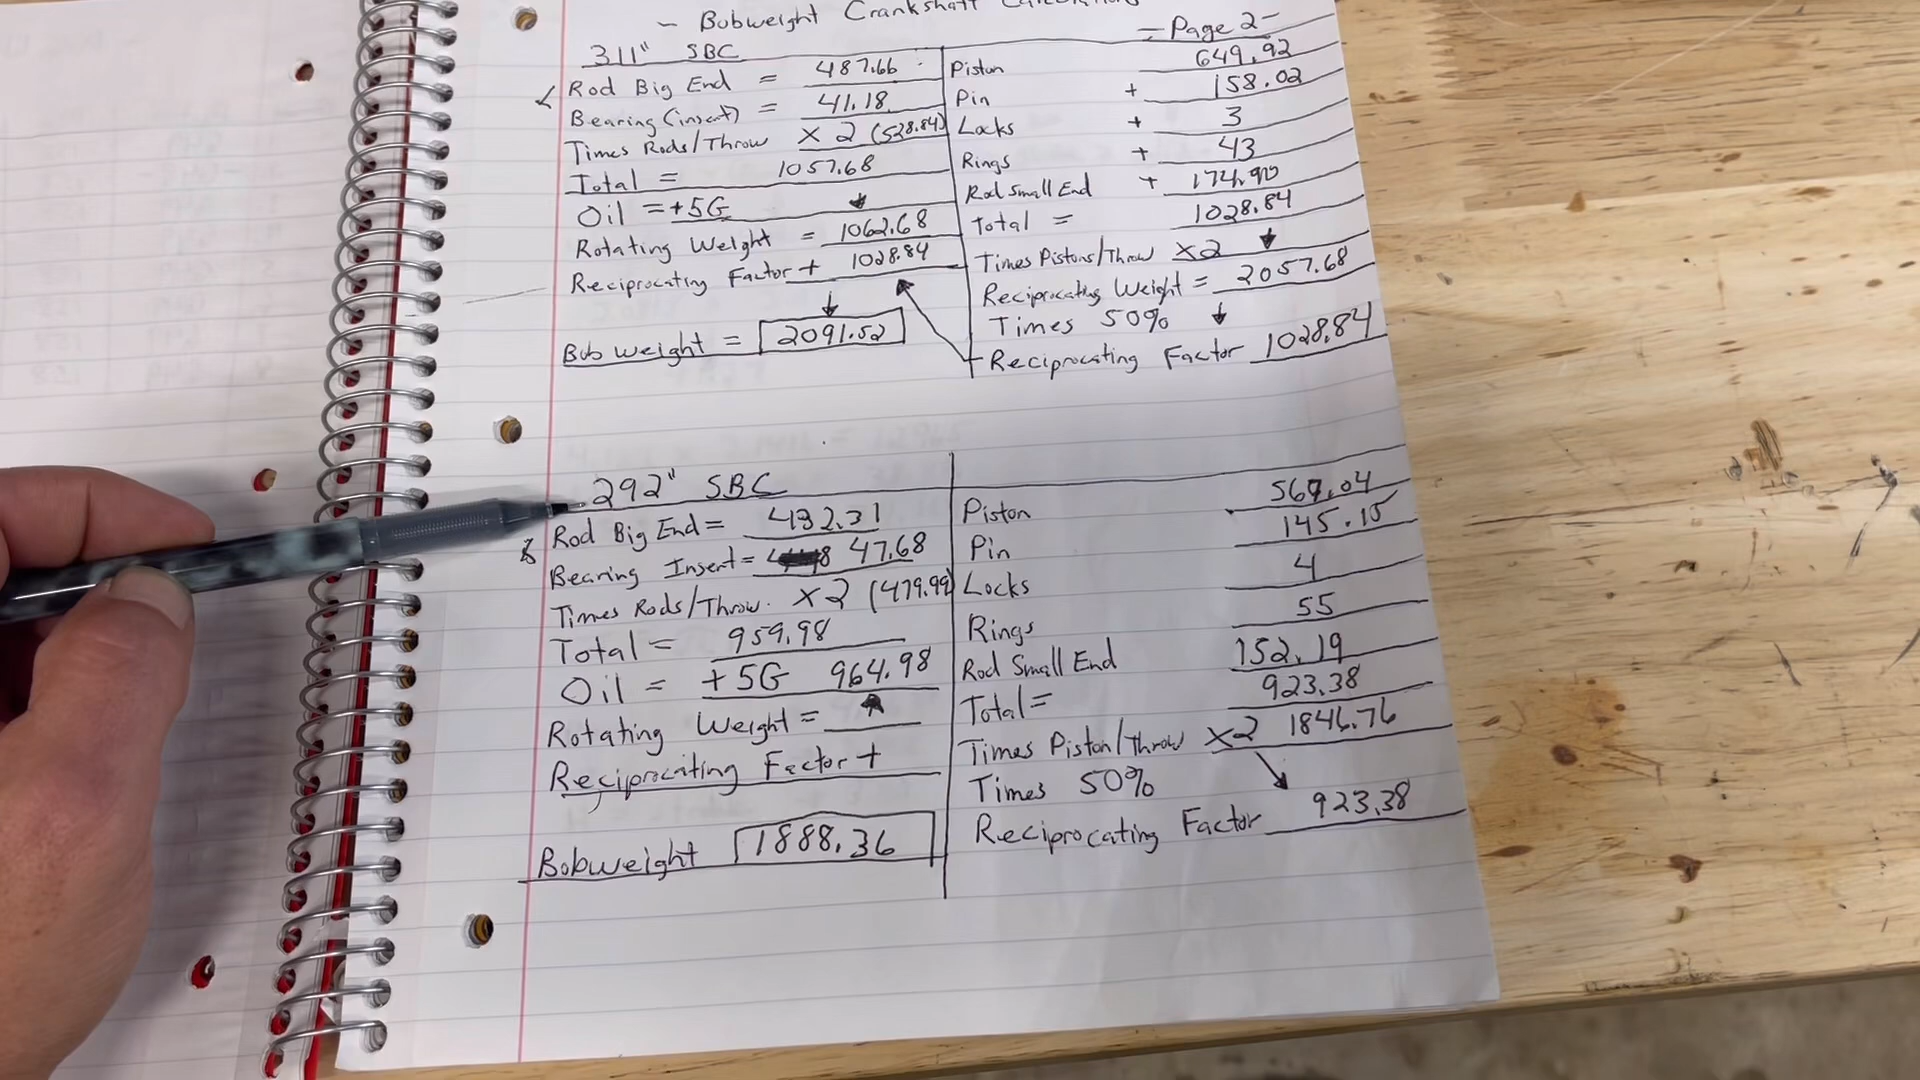 - Bobweight Crankshaft Calculations
= Page 2 -
311" SBC
Rod Big End = 487.66
Bearing (insert) = 41.18
Times Rods/Throw X 2 (528.84)
Total = 1057.68
Oil = +5G
Rotating Weight = 1062.68
Reciprocating Factor + 1028.84
Bob weight = 2091.52
Piston 649.92
Pin + 158.02
Locks + 3
Rings + 43
Rod Small End + 174.90
Total = 1028.84
Times Pistons/Throw X2
Reciprocating Weight = 2057.68
Times 50%
Reciprocating Factor 1028.84
292" SBC
Rod Big End = 432.31
Bearing Insert = 47.68
Times Rods/Throw. X2 (479.99)
Total = 959.98
Oil = +5G 964.98
Rotating Weight =
Reciprocating Factor +
Bobweight 1888.36
Piston 567.04
Pin 145.15
Locks 4
Rings 55
Rod Small End 152.19
Total = 923.38
Times Piston/Throw X2 1846.76
Times 50%
Reciprocating Factor 923.38